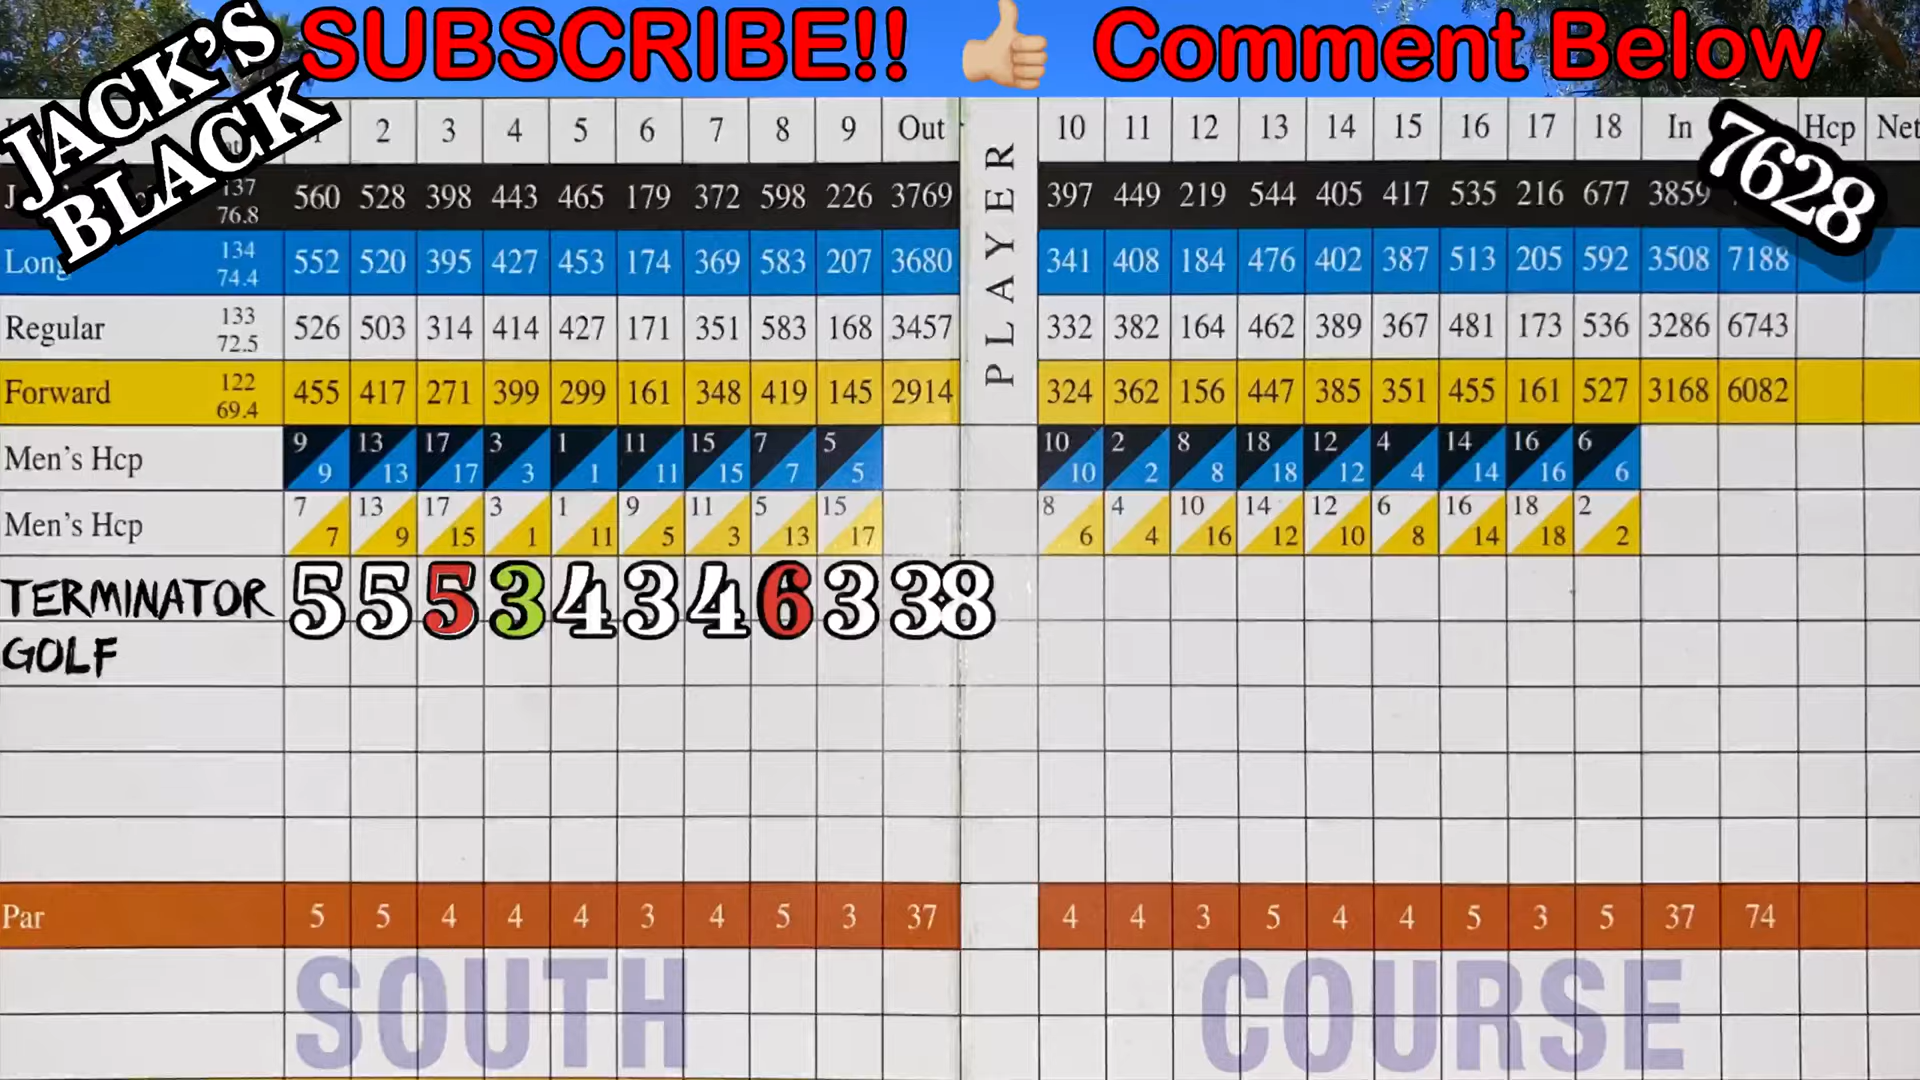 SUBSCRIBE!! 👍🏼 Comment Below
JACK'S
BLACK
2 3 4 5 6 7 8 9 Out PLAYER 10 11 12 13 14 15 16 17 18 In Hcp Net
7628
137 76.8 560 528 398 443 465 179 372 598 226 3769 397 449 219 544 405 417 535 216 677 3859
Long 134 74.4 552 520 395 427 453 174 369 583 207 3680 341 408 184 476 402 387 513 205 592 3508 7188
Regular 133 72.5 526 503 314 414 427 171 351 583 168 3457 332 382 164 462 389 367 481 173 536 3286 6743
Forward 122 69.4 455 417 271 399 299 161 348 419 145 2914 324 362 156 447 385 351 455 161 527 3168 6082
Men's Hcp 9 9 13 13 17 17 3 3 1 1 11 11 15 15 7 7 5 5 10 10 2 2 8 8 18 18 12 12 4 4 14 14 16 16 6 6
Men's Hcp 7 7 13 9 17 15 3 1 1 11 9 5 11 3 5 13 15 17 8 6 4 4 10 16 14 12 12 10 6 8 16 14 18 18 2 2
TERMINATOR 5 5 5 3 4 3 4 6 3 38
GOLF
Par 5 5 4 4 4 3 4 5 3 37 4 4 3 5 4 4 5 3 5 37 74
SOUTH COURSE